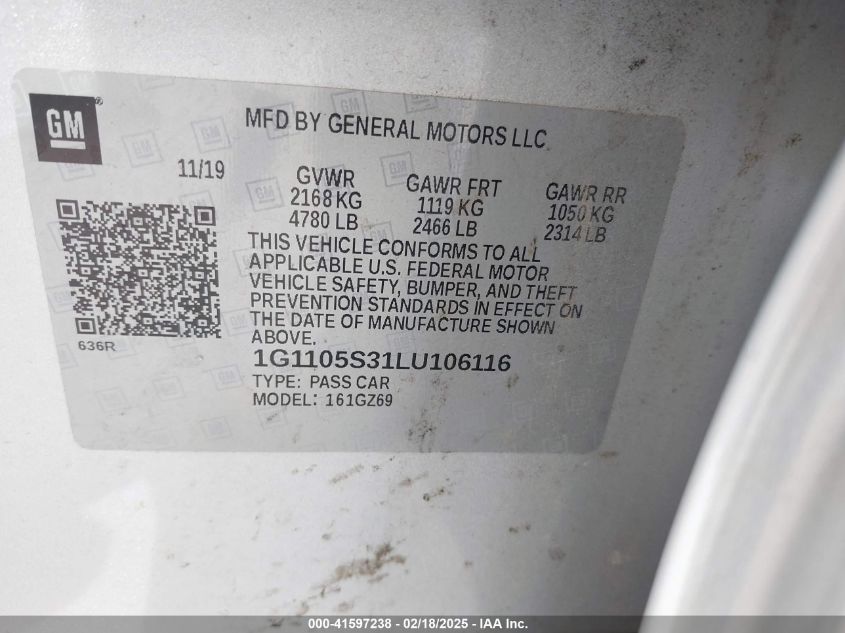 GM
MFD BY GENERAL MOTORS LLC
11/19
GVWR
2168 KG
4780 LB
GAWR FRT
1119 KG
2466 LB
GAWR RR
1050 KG
2314 LB
THIS VEHICLE CONFORMS TO ALL
APPLICABLE U.S. FEDERAL MOTOR
VEHICLE SAFETY, BUMPER, AND THEFT
PREVENTION STANDARDS IN EFFECT ON
THE DATE OF MANUFACTURE SHOWN
ABOVE.
636R
1G1105S31LU106116
TYPE: PASS CAR
MODEL: 161GZ69
000-41597238 - 02/18/2025 - IAA Inc.